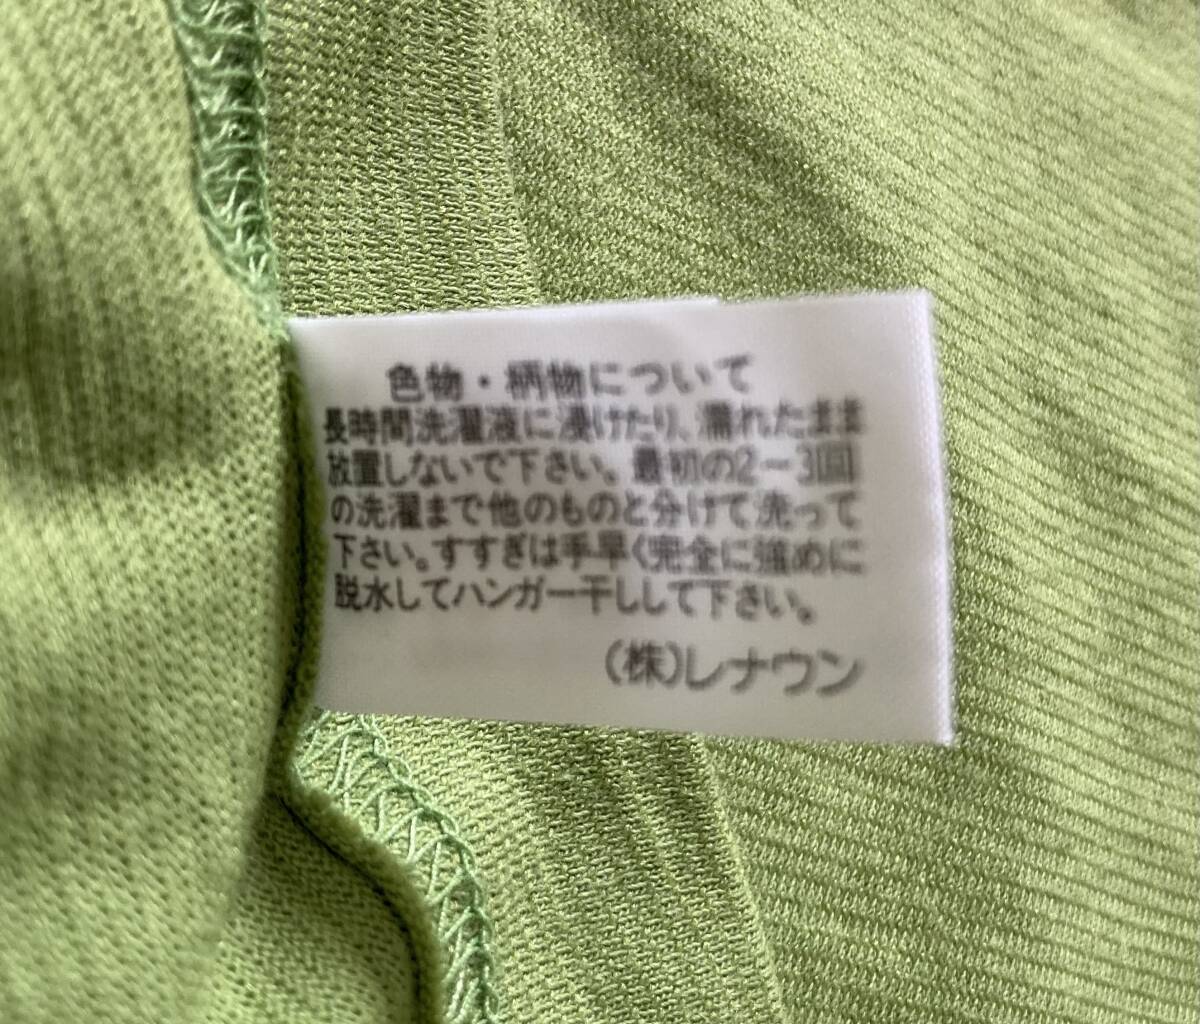 色物・柄物について
長時間洗濯液に浸けたり、濡れたまま
放置しないで下さい。最初の2－3回
の洗濯まで他のものと分けて洗って
下さい。すすぎは手早く完全に強めに
脱水してハンガー干しして下さい。
(株)レナウン